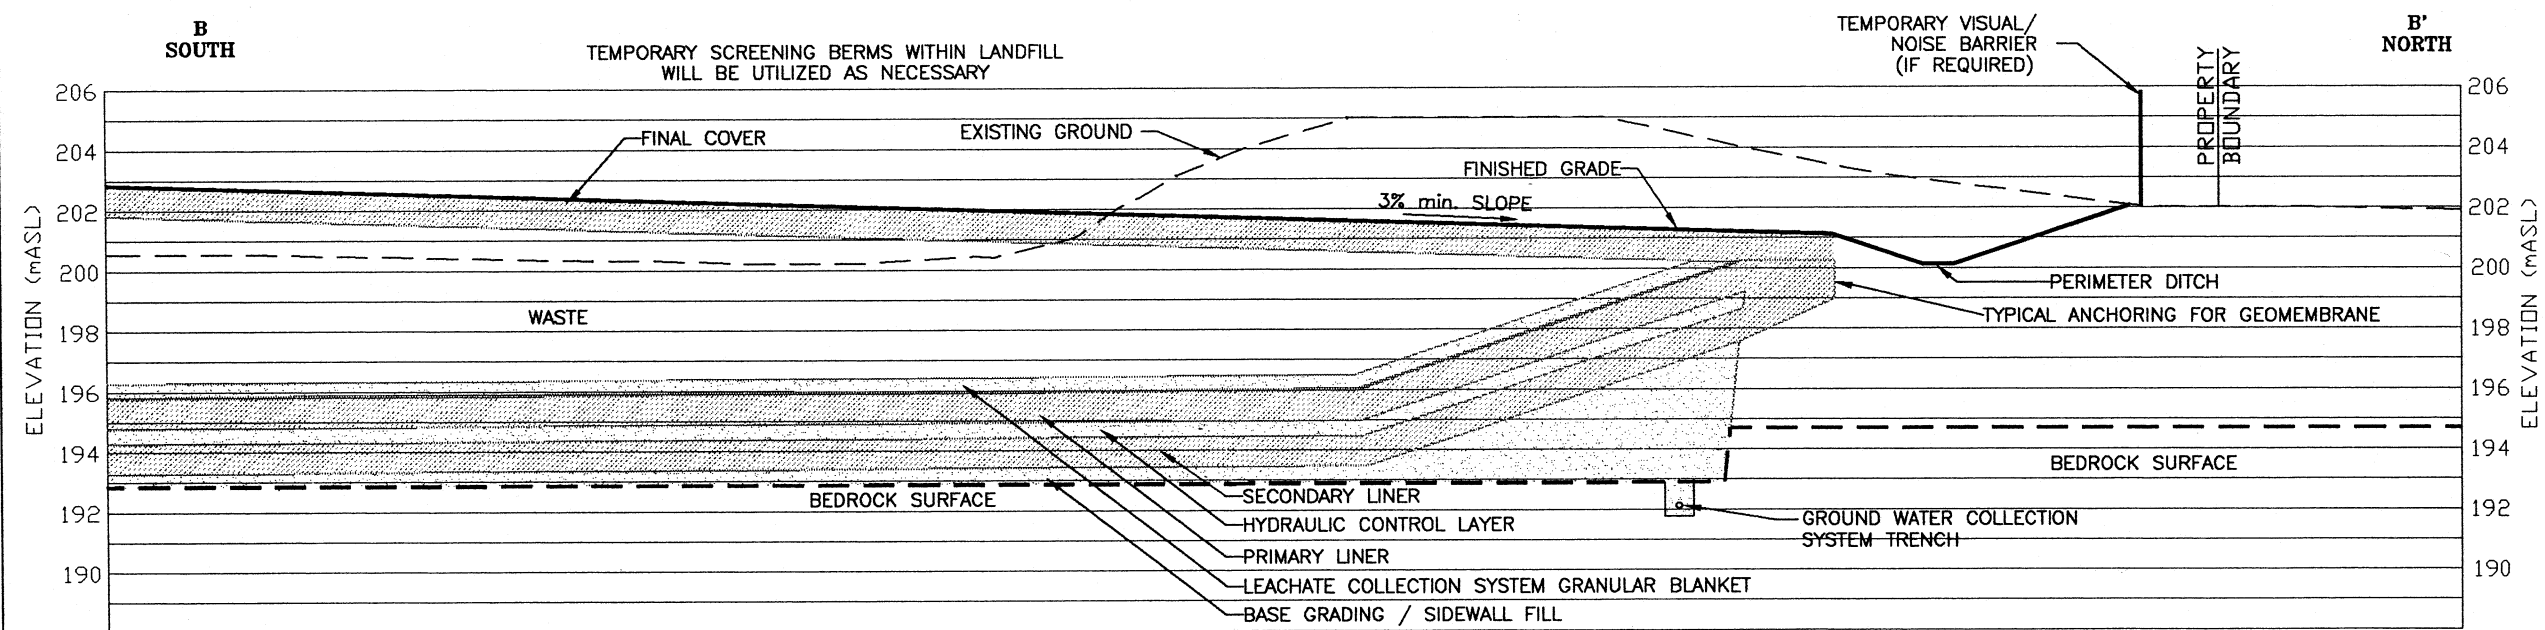 B
SOUTH
TEMPORARY SCREENING BERMS WITHIN LANDFILL
WILL BE UTILIZED AS NECESSARY
TEMPORARY VISUAL/
NOISE BARRIER
(IF REQUIRED)
PROPERTY
BOUNDARY
B'
NORTH
206
204
202
200
198
196
194
192
190
ELEVATION (mASL)
FINAL COVER
EXISTING GROUND
FINISHED GRADE
3% min. SLOPE
WASTE
PERIMETER DITCH
TYPICAL ANCHORING FOR GEOMEMBRANE
BEDROCK SURFACE
BEDROCK SURFACE
SECONDARY LINER
HYDRAULIC CONTROL LAYER
PRIMARY LINER
LEACHATE COLLECTION SYSTEM GRANULAR BLANKET
BASE GRADING / SIDEWALL FILL
GROUND WATER COLLECTION
SYSTEM TRENCH
206
204
202
200
198
196
194
192
190
ELEVATION (mASL)